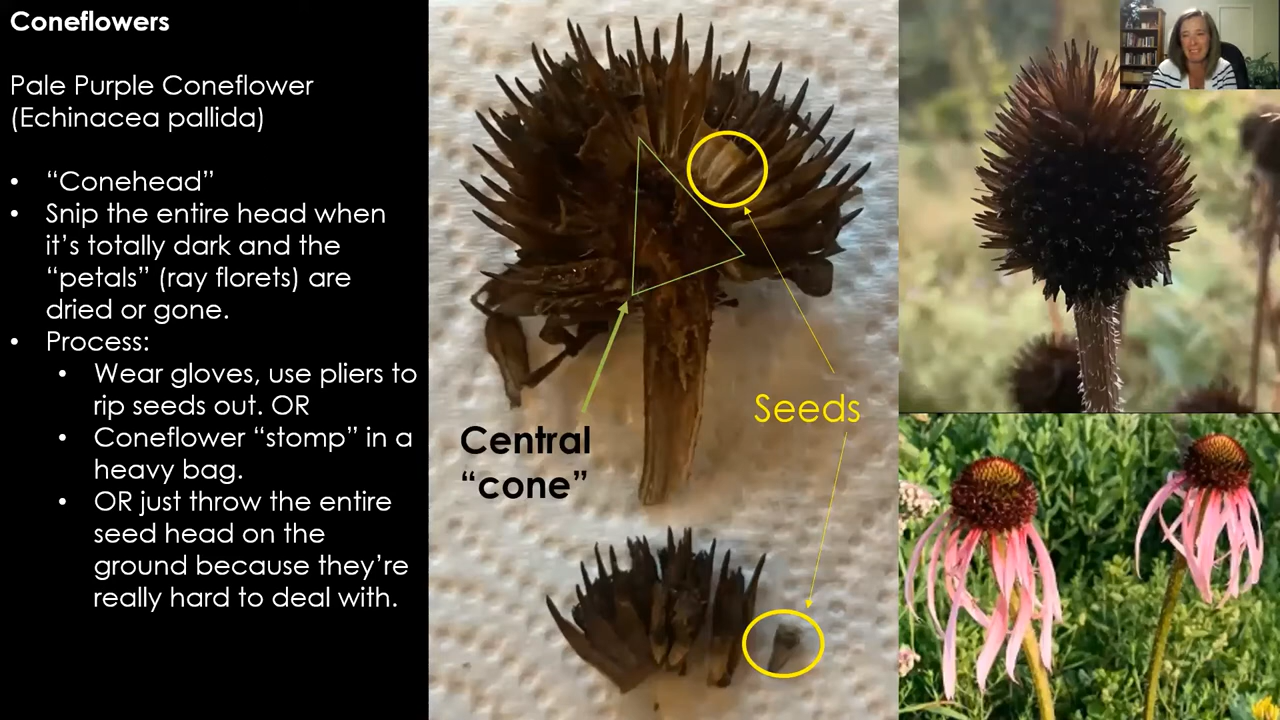 Coneflowers
Pale Purple Coneflower
(Echinacea pallida)
• “Conehead”
• Snip the entire head when
it’s totally dark and the
“petals” (ray florets) are
dried or gone.
• Process:
• Wear gloves, use pliers to
rip seeds out. OR
• Coneflower “stomp” in a
heavy bag.
• OR just throw the entire
seed head on the
ground because they’re
really hard to deal with.
Seeds
Central
“cone”